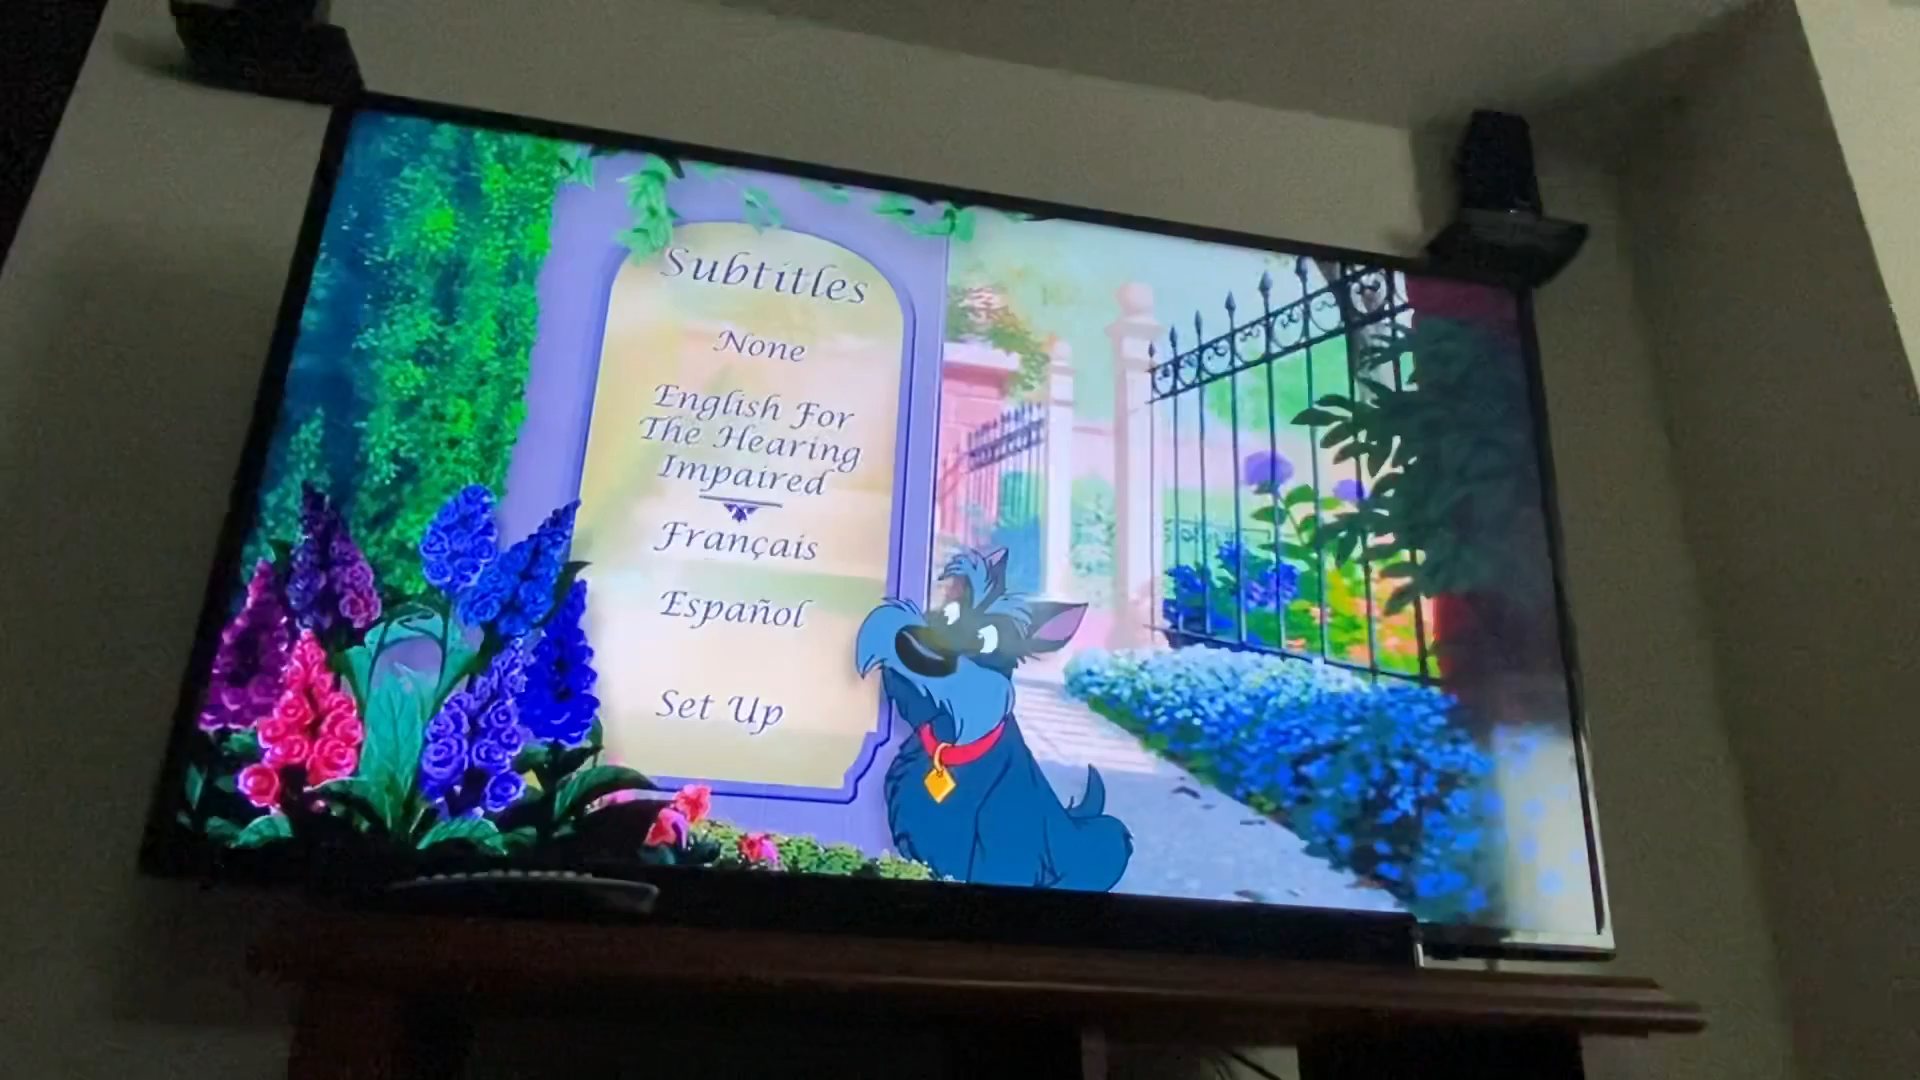 Subtitles
None
English For
The Hearing
Impaired
Français
Español
Set Up